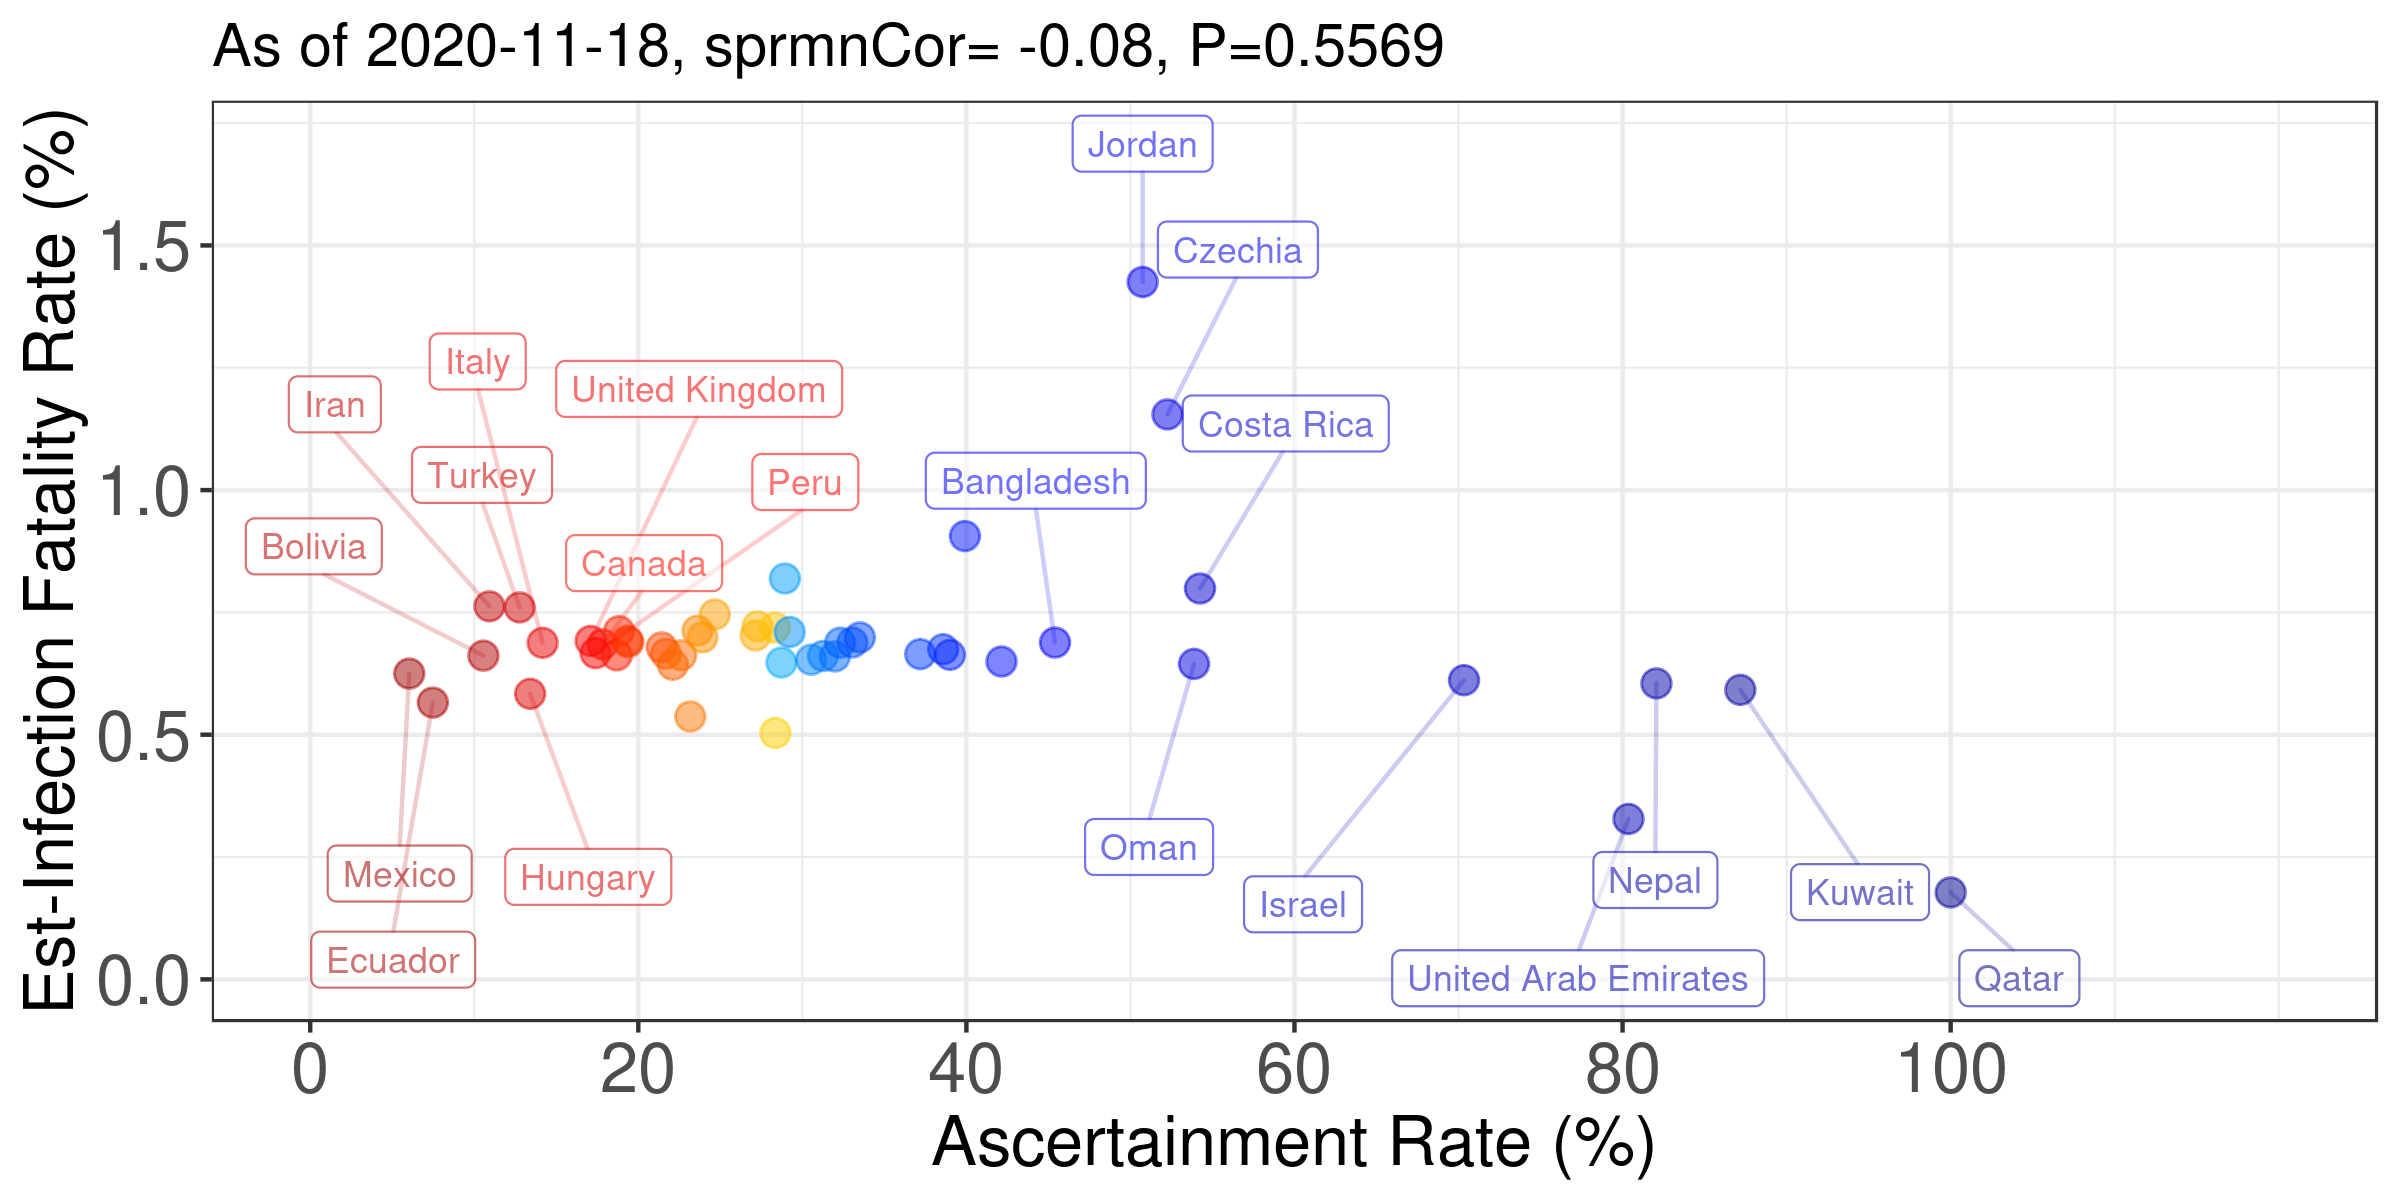 As of 2020-11-18, sprmnCor= -0.08, P=0.5569
Est-Infection Fatality Rate (%)
1.5
1.0
0.5
0.0
Jordan
Czechia
Italy
United Kingdom
Iran
Costa Rica
Turkey
Peru
Bangladesh
Bolivia
Canada
Oman
Mexico
Hungary
Nepal
Kuwait
Israel
Ecuador
United Arab Emirates
Qatar
0 20 40 60 80 100
Ascertainment Rate (%)